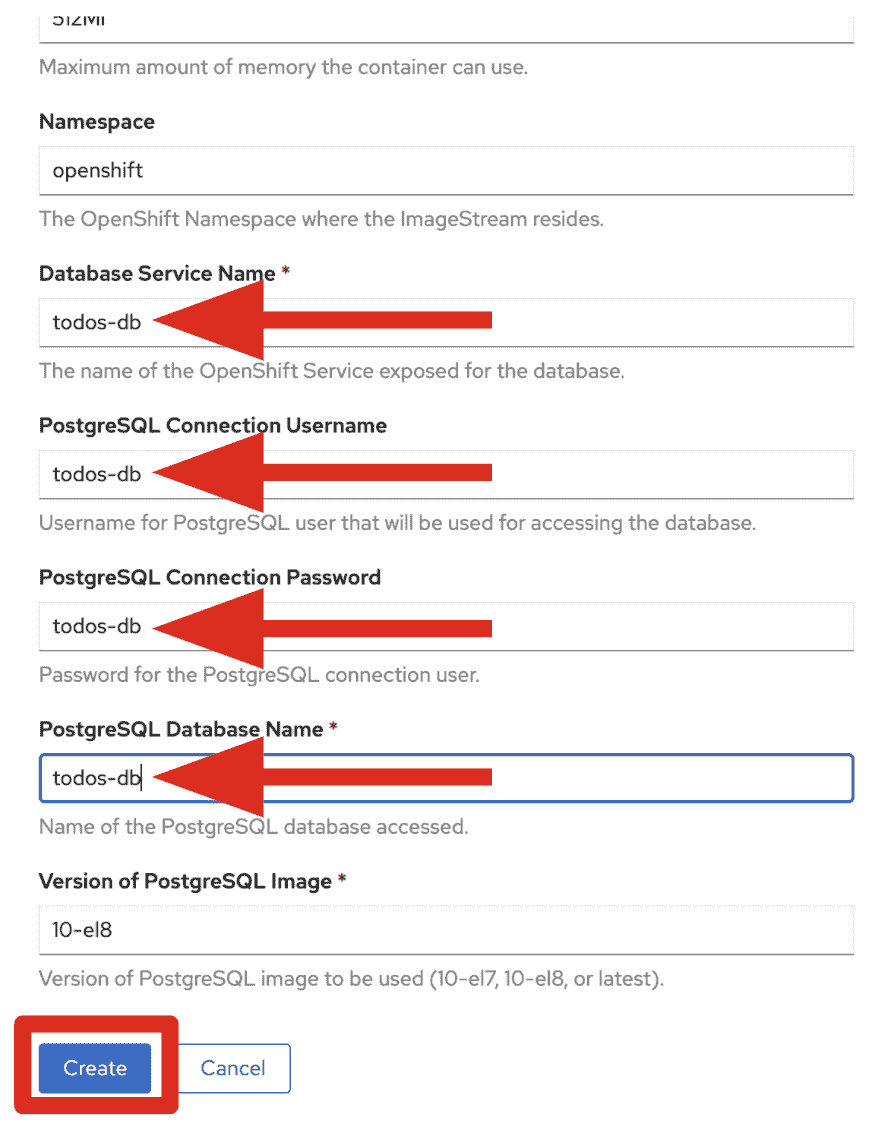 512Mi
Maximum amount of memory the container can use.
Namespace
openshift
The OpenShift Namespace where the ImageStream resides.
Database Service Name *
todos-db
The name of the OpenShift Service exposed for the database.
PostgreSQL Connection Username
todos-db
Username for PostgreSQL user that will be used for accessing the database.
PostgreSQL Connection Password
todos-db
Password for the PostgreSQL connection user.
PostgreSQL Database Name *
todos-db
Name of the PostgreSQL database accessed.
Version of PostgreSQL Image *
10-el8
Version of PostgreSQL image to be used (10-el7, 10-el8, or latest).
Create Cancel